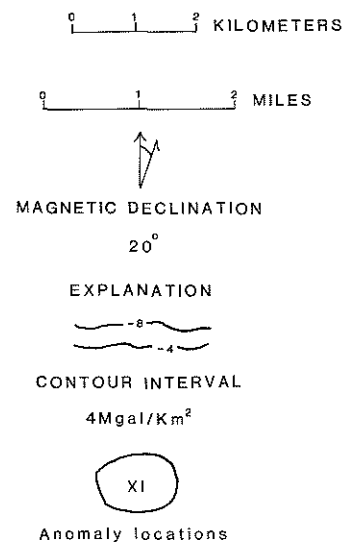 0 1 2 KILOMETERS
0 1 2 MILES
MAGNETIC DECLINATION
20°
EXPLANATION
-8
-4
CONTOUR INTERVAL
4Mgal/Km²
XI
Anomaly locations